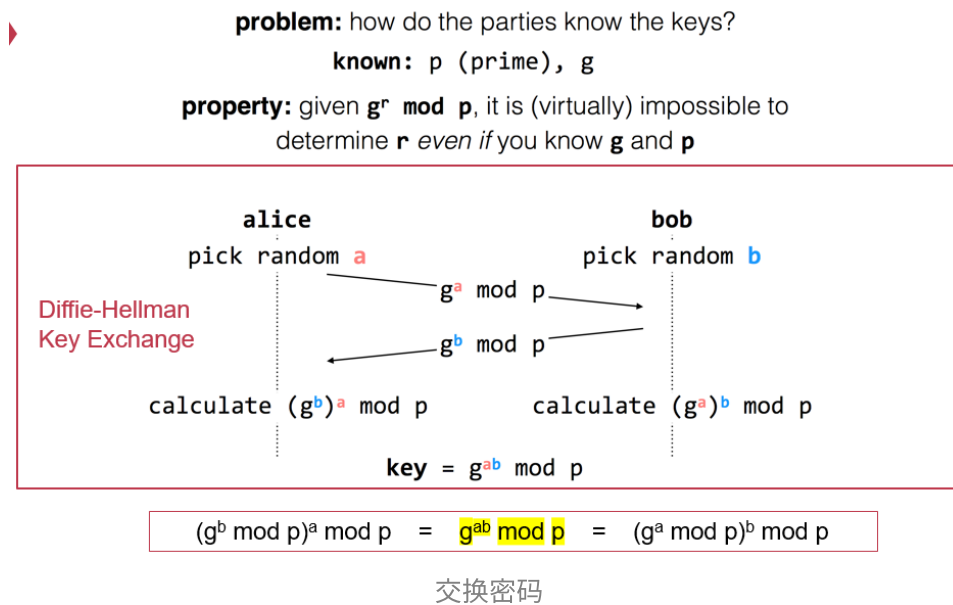 problem: how do the parties know the keys?
known: p (prime), g
property: given gʳ mod p, it is (virtually) impossible to
determine r even if you know g and p
alice bob
pick random a pick random b
gᵃ mod p
Diffie-Hellman
Key Exchange
gᵇ mod p
calculate (gᵇ)ᵃ mod p calculate (gᵃ)ᵇ mod p
key = gᵃᵇ mod p
(gᵇ mod p)ᵃ mod p = gᵃᵇ mod p = (gᵃ mod p)ᵇ mod p
交换密码